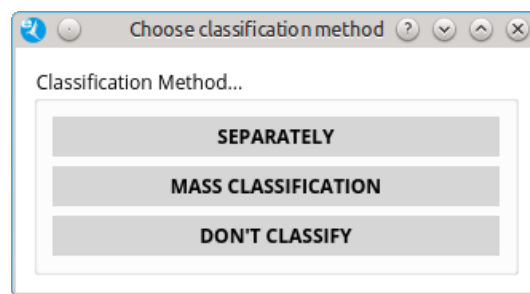 Choose classification method ?
Classification Method...
SEPARATELY
MASS CLASSIFICATION
DON'T CLASSIFY